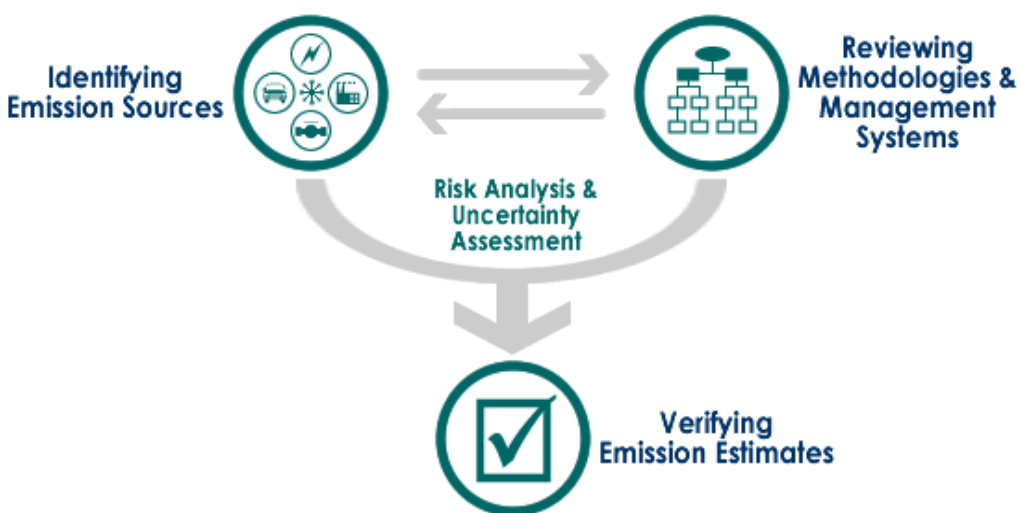 Identifying
Emission Sources
Reviewing
Methodologies &
Management
Systems
Risk Analysis &
Uncertainty
Assessment
Verifying
Emission Estimates